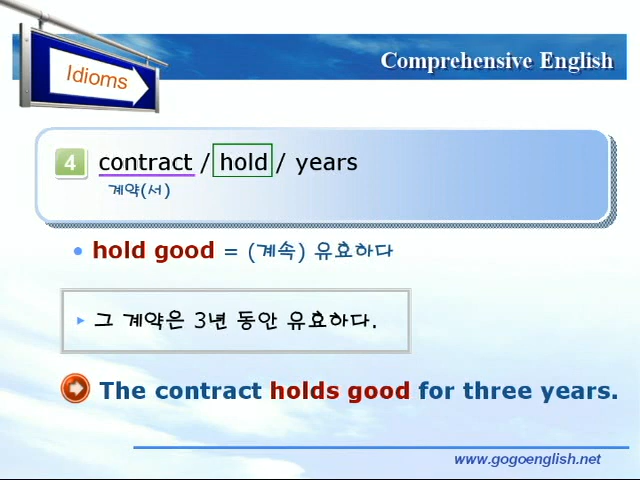 Idioms
Comprehensive English
4 contract / hold / years
계약(서)
• hold good = (계속) 유효하다
▸ 그 계약은 3년 동안 유효하다.
The contract holds good for three years.
www.gogoenglish.net